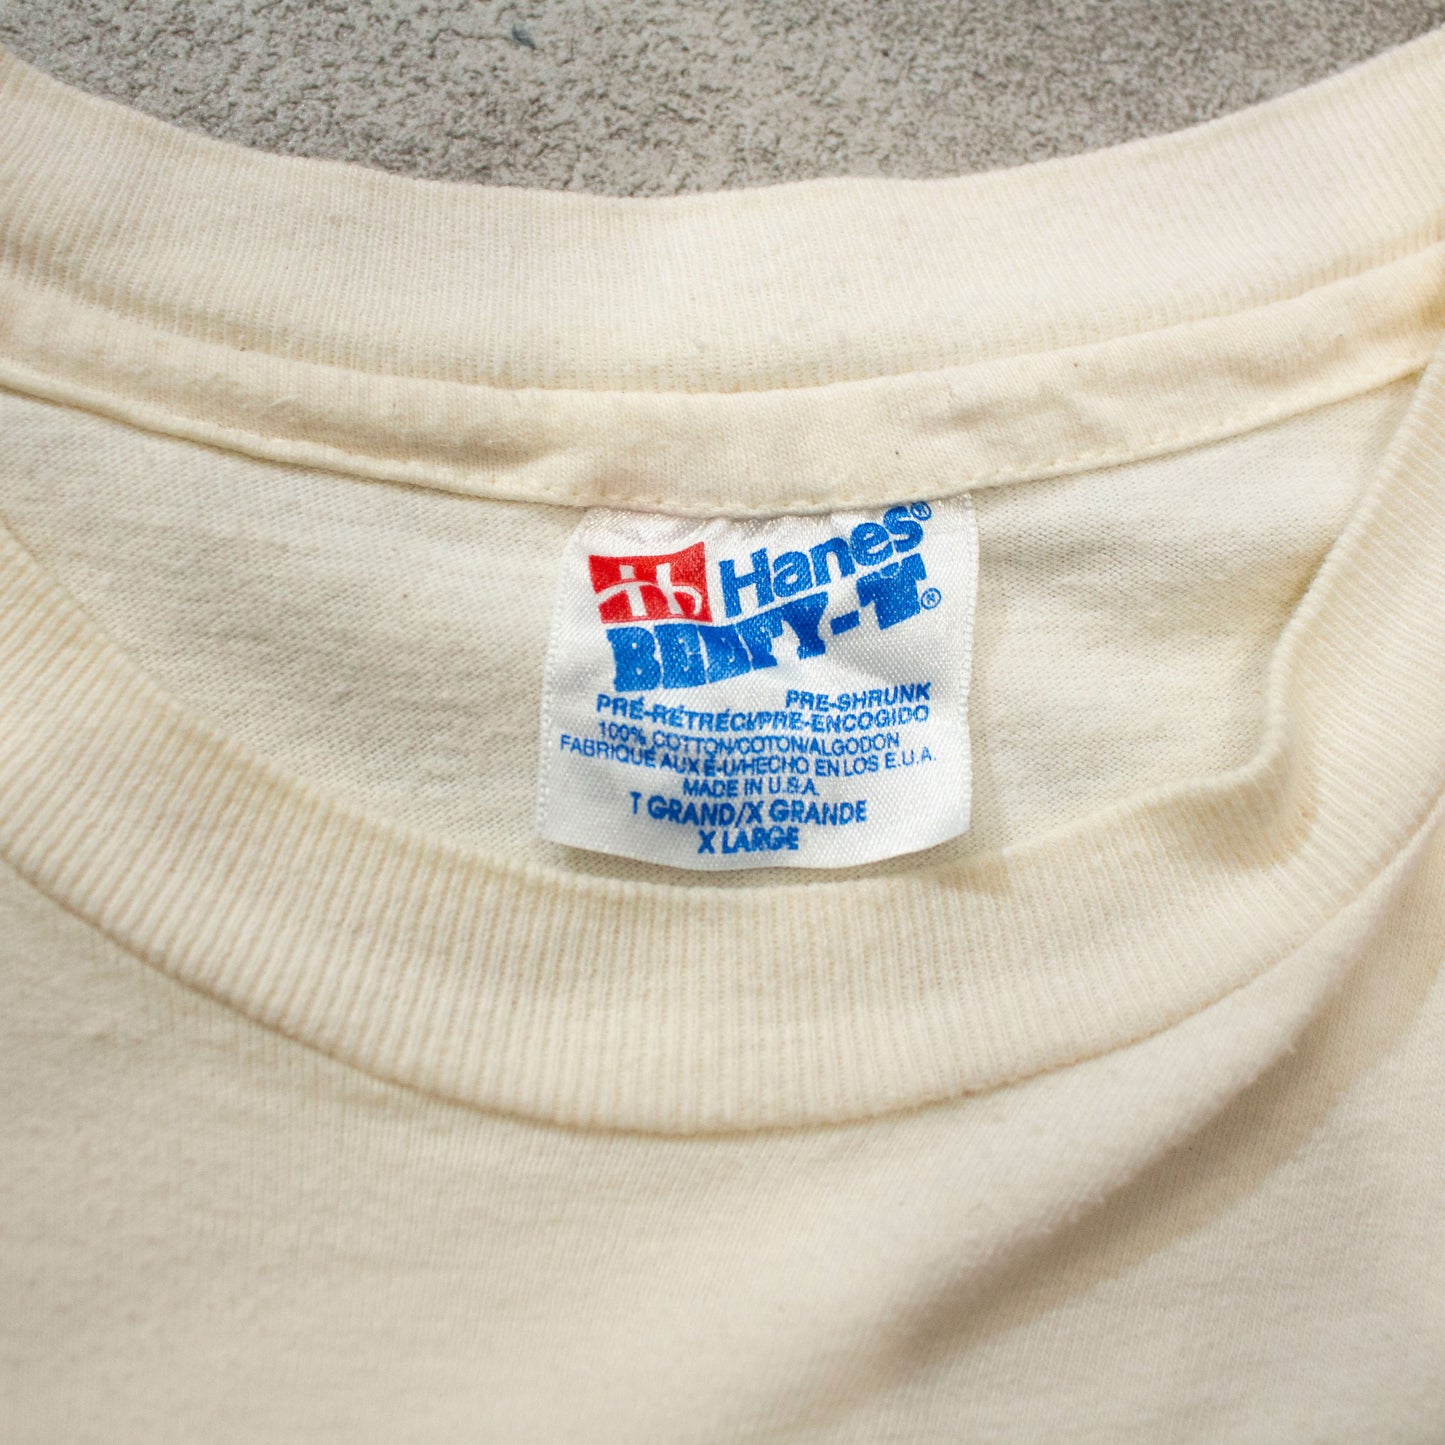 Hanes®
BEEFY-T®
PRE-SHRUNK
PRÉ-RÉTRÉCI/PRE-ENCOGIDO
100% COTTON/COTON/ALGODON
FABRIQUÉ AUX É-U/HECHO EN LOS E.U.A.
MADE IN U.S.A.
T GRAND/X GRANDE
X LARGE